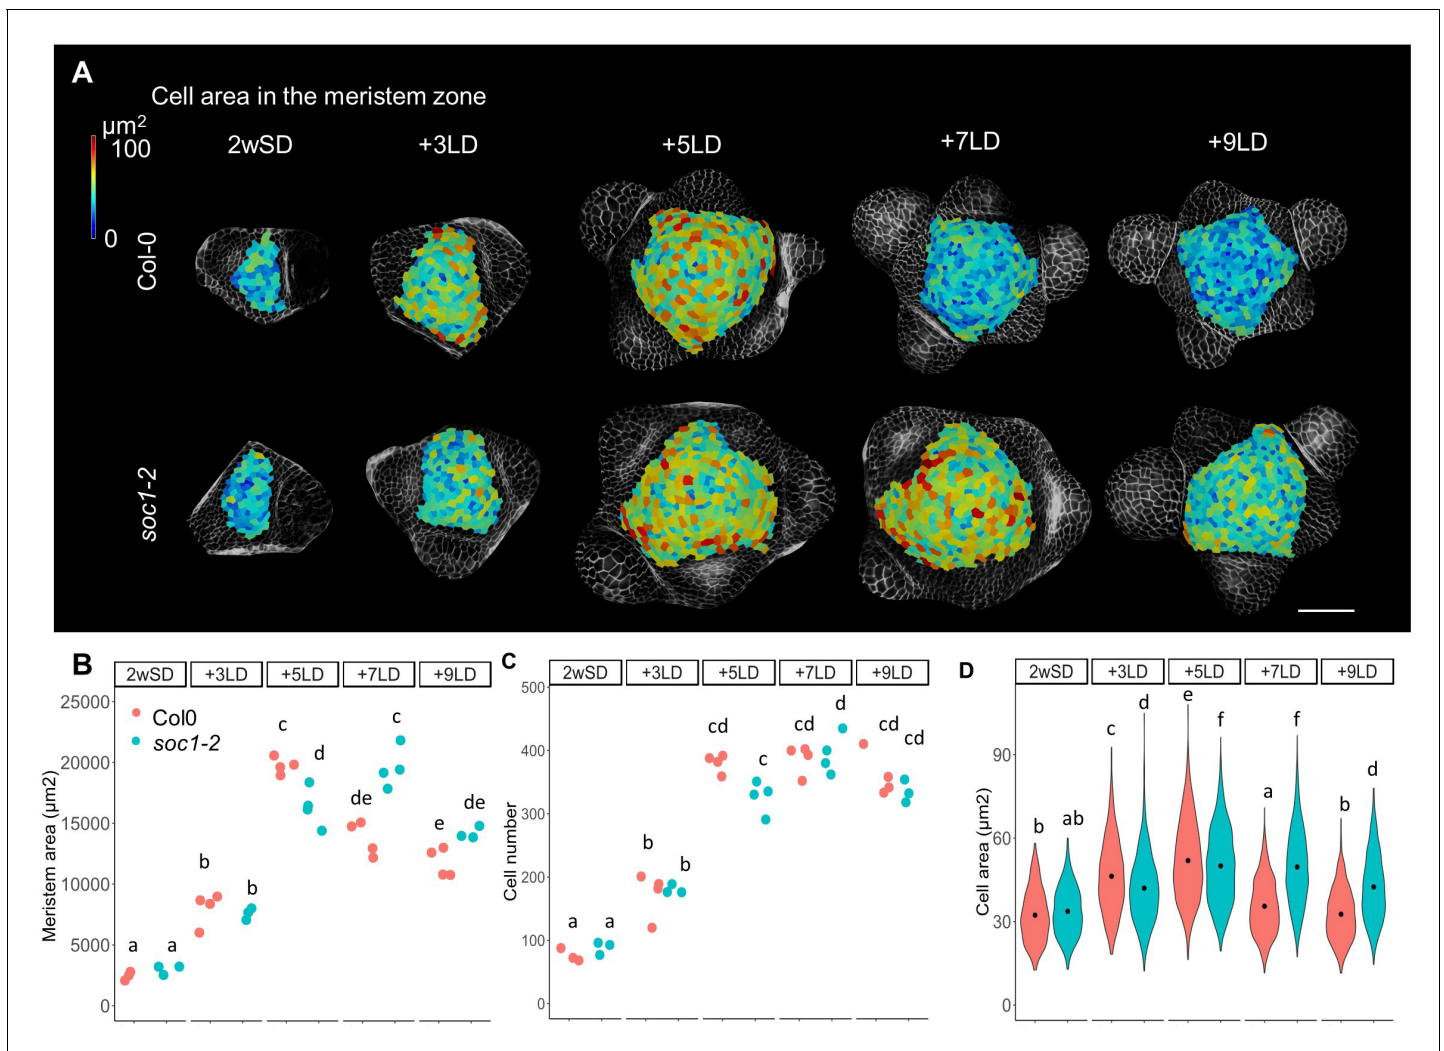 A
Cell area in the meristem zone
µm2
100
0
2wSD +3LD +5LD +7LD +9LD
Col-0
soc1-2
B
2wSD +3LD +5LD +7LD +9LD
Meristem area (µm2)
25000
20000
15000
10000
5000
0
Col0
soc1-2
a a b b c d de c e de
C
2wSD +3LD +5LD +7LD +9LD
Cell number
500
400
300
200
100
0
a a b b cd c cd d cd cd
D
2wSD +3LD +5LD +7LD +9LD
Cell area (µm2)
90
60
30
0
b ab c d e f a f b d